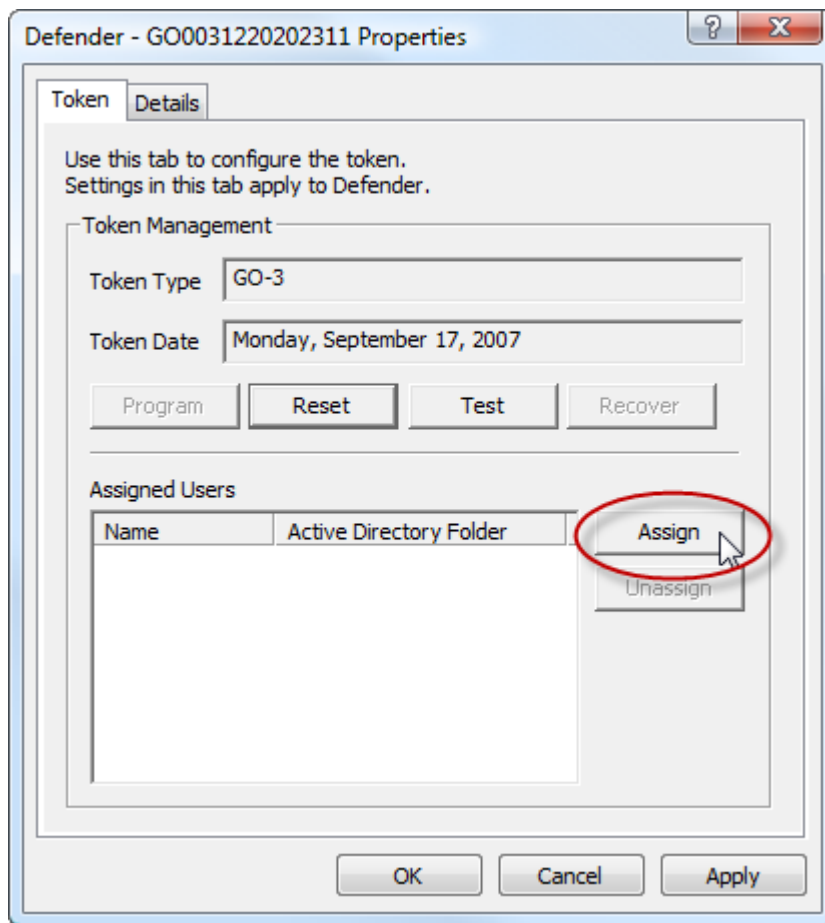 Defender - GO0031220202311 Properties
Token Details
Use this tab to configure the token.
Settings in this tab apply to Defender.
Token Management
Token Type GO-3
Token Date Monday, September 17, 2007
Program Reset Test Recover
Assigned Users
Name Active Directory Folder Assign
Unassign
OK Cancel Apply